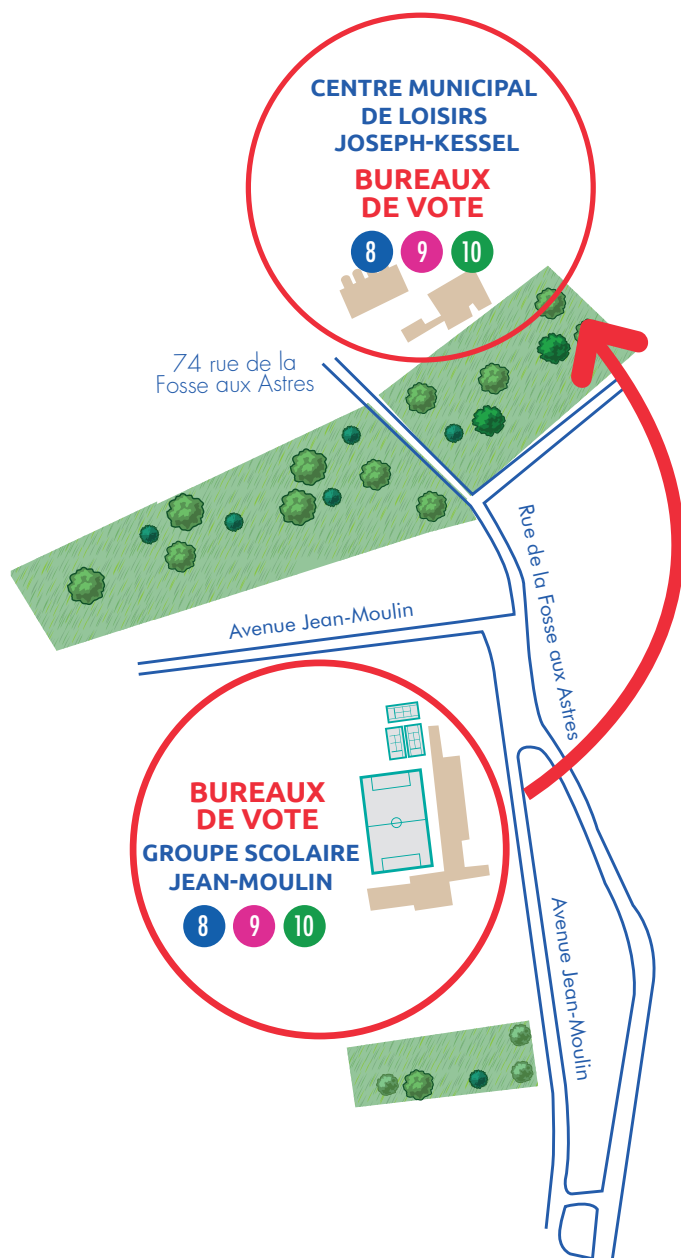 CENTRE MUNICIPAL
DE LOISIRS
JOSEPH-KESSEL
BUREAUX
DE VOTE
8 9 10
74 rue de la
Fosse aux Astres
Rue de la Fosse aux Astres
Avenue Jean-Moulin
BUREAUX
DE VOTE
GROUPE SCOLAIRE
JEAN-MOULIN
8 9 10
Avenue Jean-Moulin